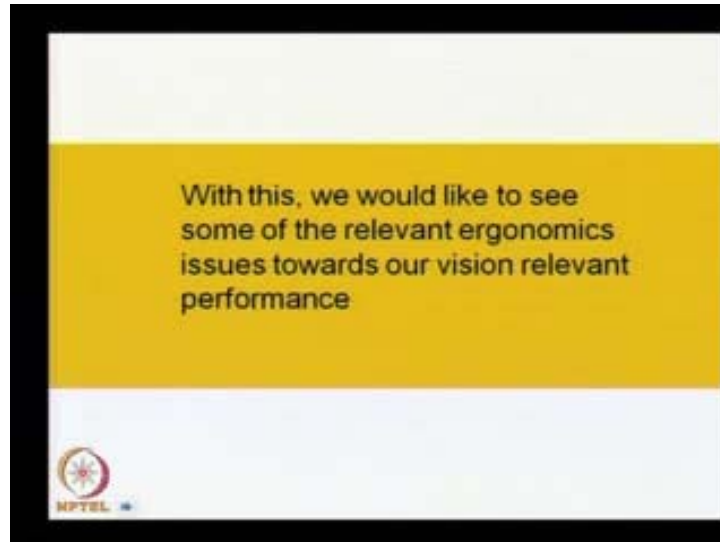 With this, we would like to see
some of the relevant ergonomics
issues towards our vision relevant
performance
NPTEL